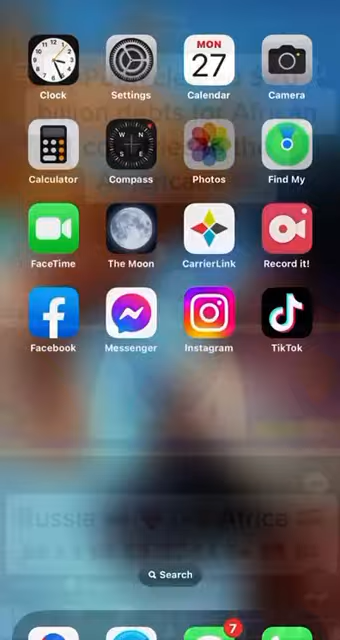 MON
27
Clock
Settings
Calendar
Camera
Calculator
Compass
Photos
Find My
FaceTime
The Moon
CarrierLink
Record it!
Facebook
Messenger
Instagram
TikTok
Russia
Africa
Search
7